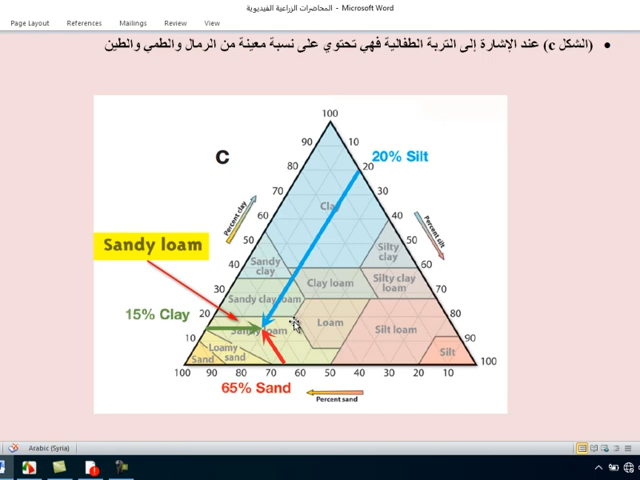 المحاضرات الزراعية الفيديوية - Microsoft Word
Page Layout References Mailings Review View
(الشكل c) عند الإشارة إلى التربة الطفالية فهي تحتوي على نسبة معينة من الرمال والطمي والطين
100
C
90 10
20% Silt
80 20
70 30
Percent clay
Clay
60 40
Percent silt
50 50
Sandy loam
Sandy clay
Silty clay
40 60
Clay loam
Silty clay loam
30 70
Sandy clay loam
15% Clay
20 80
Sandy loam
Loam
Silt loam
10 90
Loamy sand
Sand
Silt
100
100 90 80 70 60 50 40 30 20 10
65% Sand
Percent sand
Arabic (Syria)